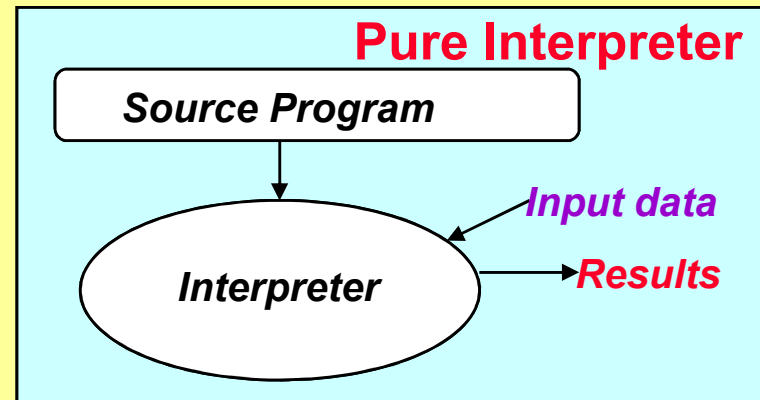 Pure Interpreter
Source Program
Input data
Interpreter
Results